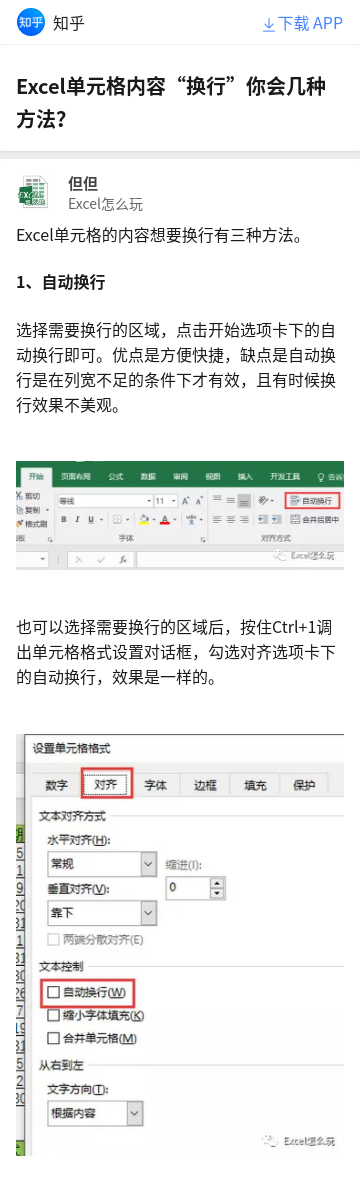 知乎 知乎 下载 APP
Excel单元格内容“换行”你会几种
方法？
但但
Excel怎么玩
Excel单元格的内容想要换行有三种方法。
1、自动换行
选择需要换行的区域，点击开始选项卡下的自
动换行即可。优点是方便快捷，缺点是自动换
行是在列宽不足的条件下才有效，且有时候换
行效果不美观。
开始 页面布局 公式 数据 审阅 视图 插入 开发工具
剪切 等线 11 自动换行
复制
格式刷 B I U A 合并后居中
字体 对齐方式
fx Excel怎么玩
也可以选择需要换行的区域后，按住Ctrl+1调
出单元格格式设置对话框，勾选对齐选项卡下
的自动换行，效果是一样的。
设置单元格格式
数字 对齐 字体 边框 填充 保护
文本对齐方式
水平对齐(H):
常规 缩进(I):
垂直对齐(V): 0
靠下
两端分散对齐(E)
文本控制
自动换行(W)
缩小字体填充(K)
合并单元格(M)
从右到左
文字方向(T):
根据内容
Excel怎么玩